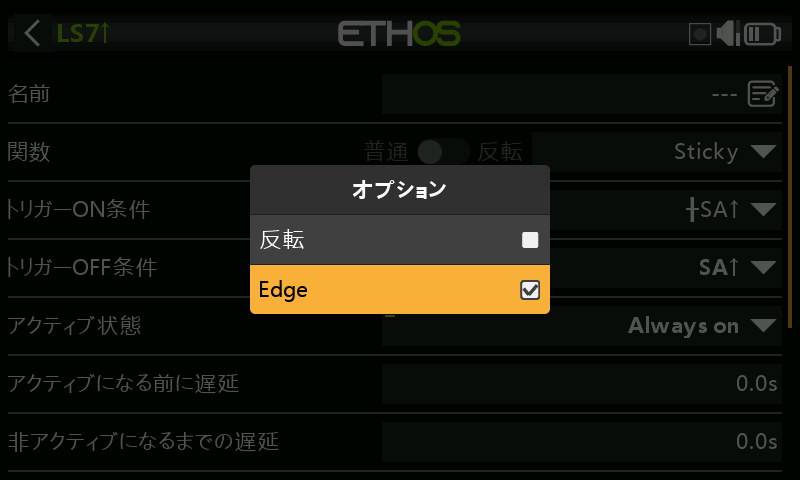 LS7↑
ETHOS
名前 ---
関数 普通 反転 Sticky
オプション
トリガーON条件 ╂SA↑
反転
トリガーOFF条件 SA↑
Edge
アクティブ状態 Always on
アクティブになる前に遅延 0.0s
非アクティブになるまでの遅延 0.0s